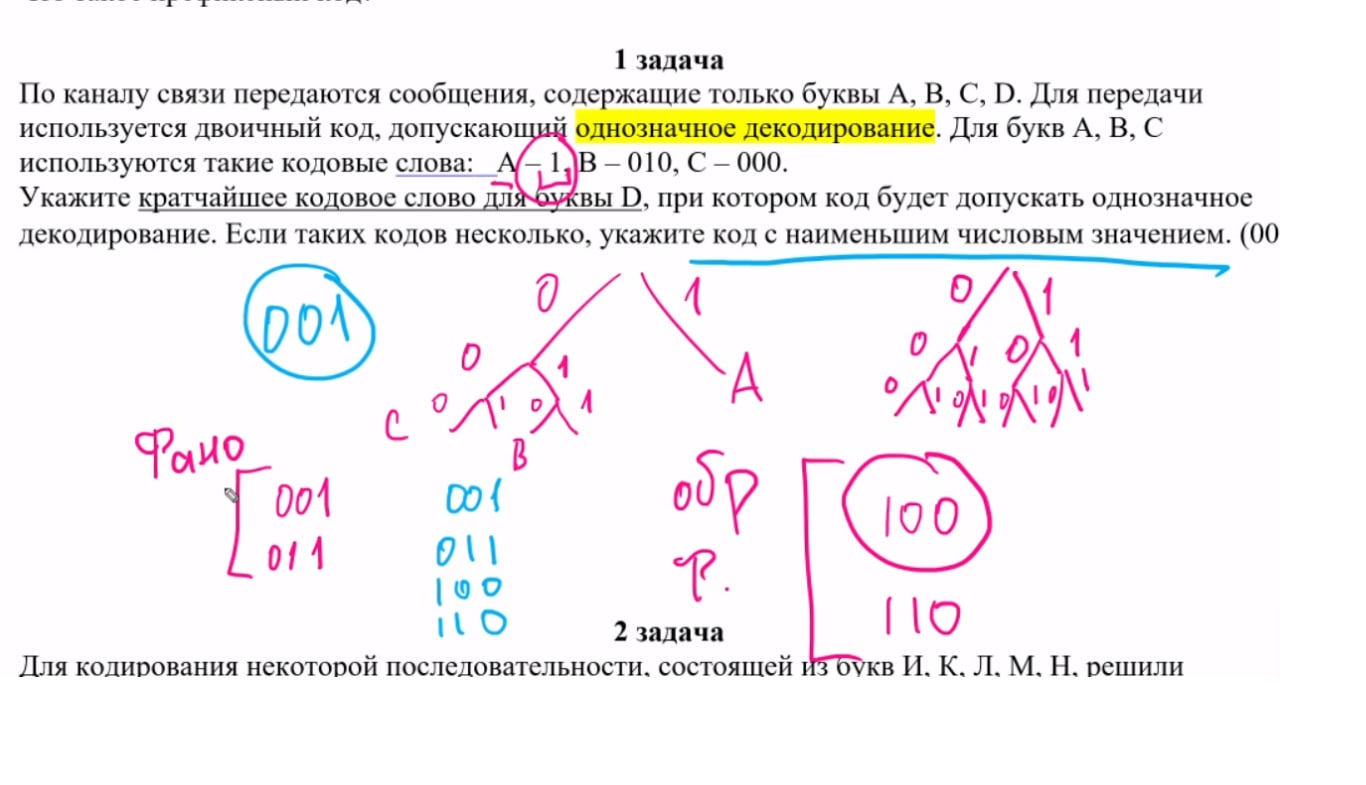 1 задача
По каналу связи передаются сообщения, содержащие только буквы A, B, C, D. Для передачи
используется двоичный код, допускающий однозначное декодирование. Для букв A, B, C
используются такие кодовые слова: A – 1, B – 010, C – 000.
Укажите кратчайшее кодовое слово для буквы D, при котором код будет допускать однозначное
декодирование. Если таких кодов несколько, укажите код с наименьшим числовым значением. (00
001
0 1
0 1
0 1 0 1
C B A
0 1
0 1 0 1
0 1 0 1 0 1 0 1
Фано
001
011
001
011
100
110
обр
Ф.
100
110
2 задача
Для кодирования некоторой последовательности, состоящей из букв И, К, Л, М, Н, решили